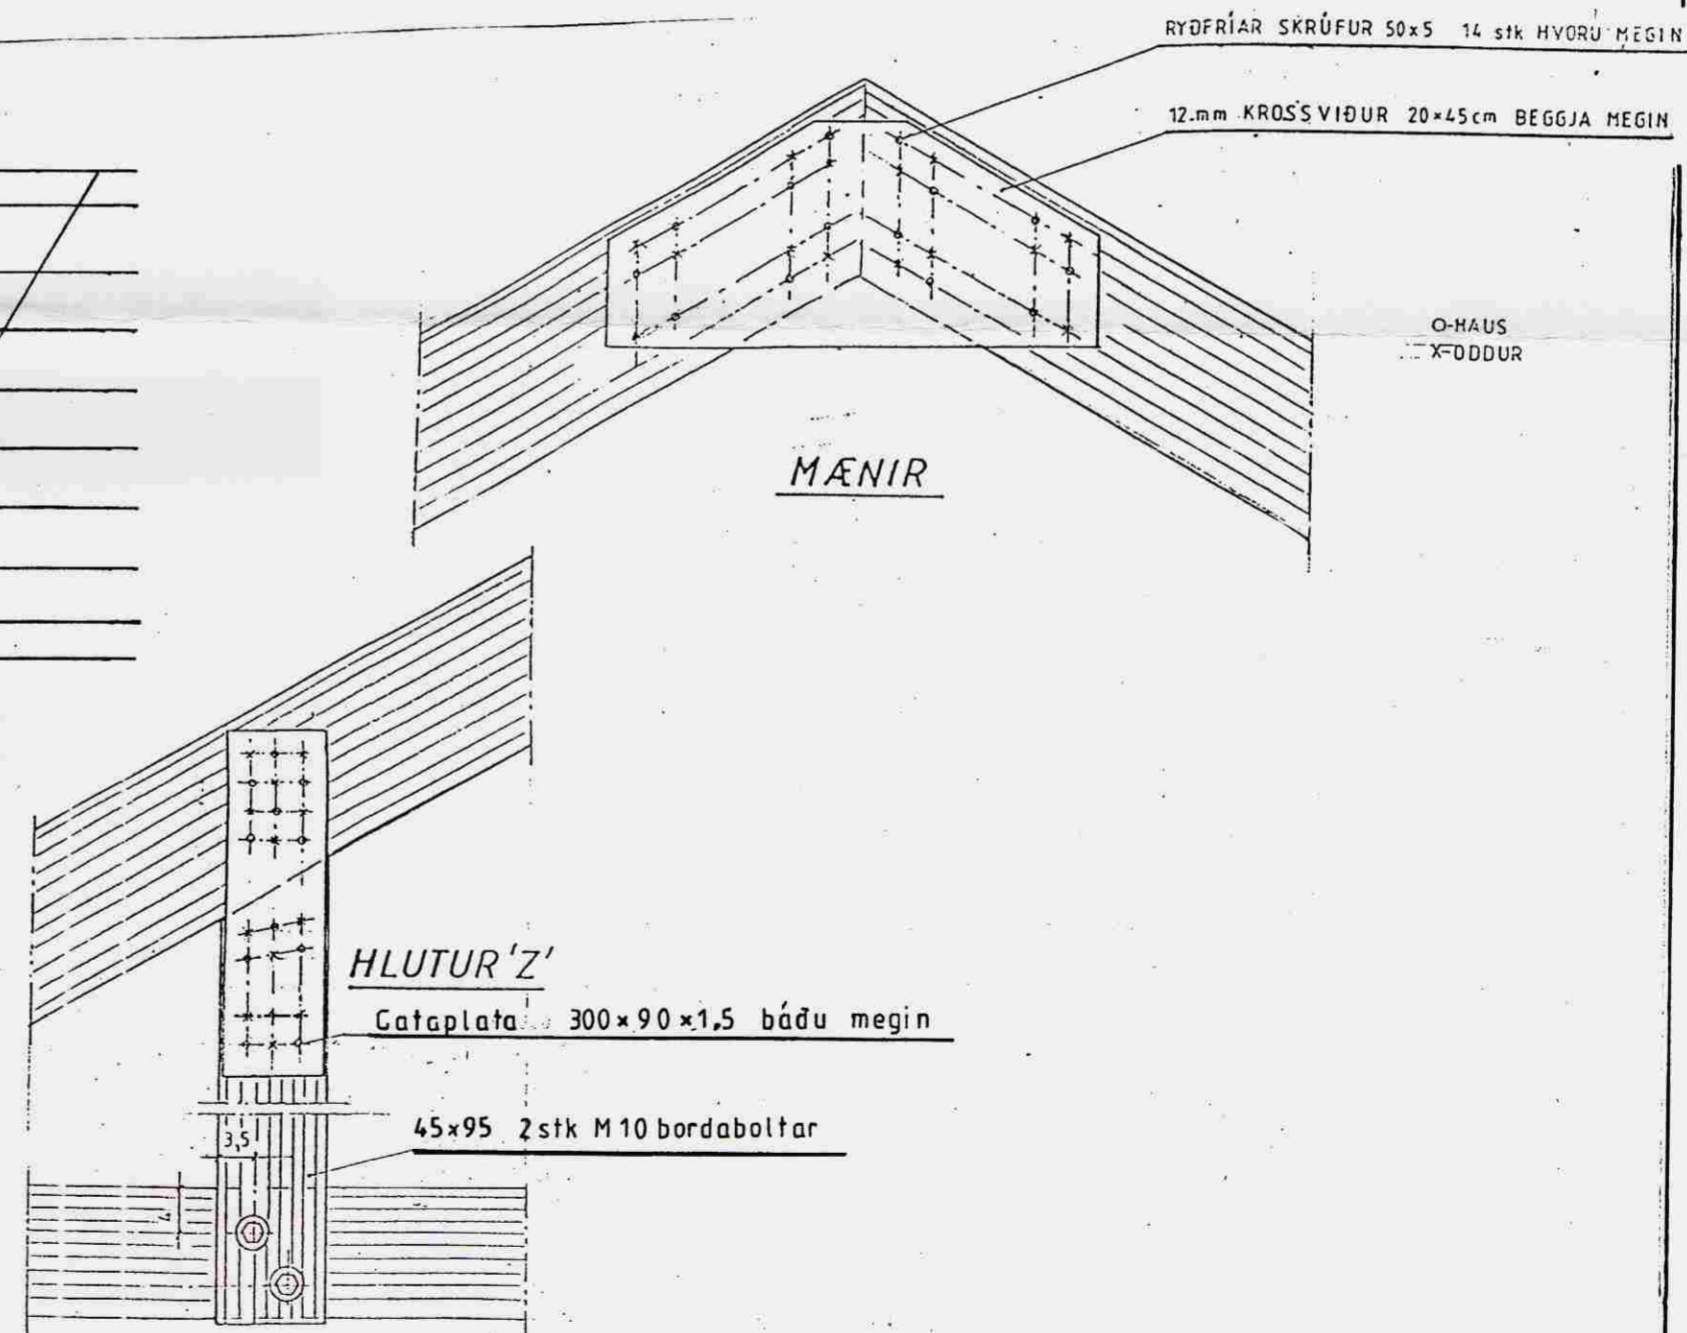 RYÐFRÍAR SKRÚFUR 50x5 14 stk HVORU MEGIN
12.mm KROSSVIÐUR 20×45cm BEGGJA MEGIN
O-HAUS
X-ODDUR
MÆNIR
HLUTUR 'Z'
Gataplata 300×90×1,5 báðu megin
45×95 2stk M10 bordaboltar
3,5
4